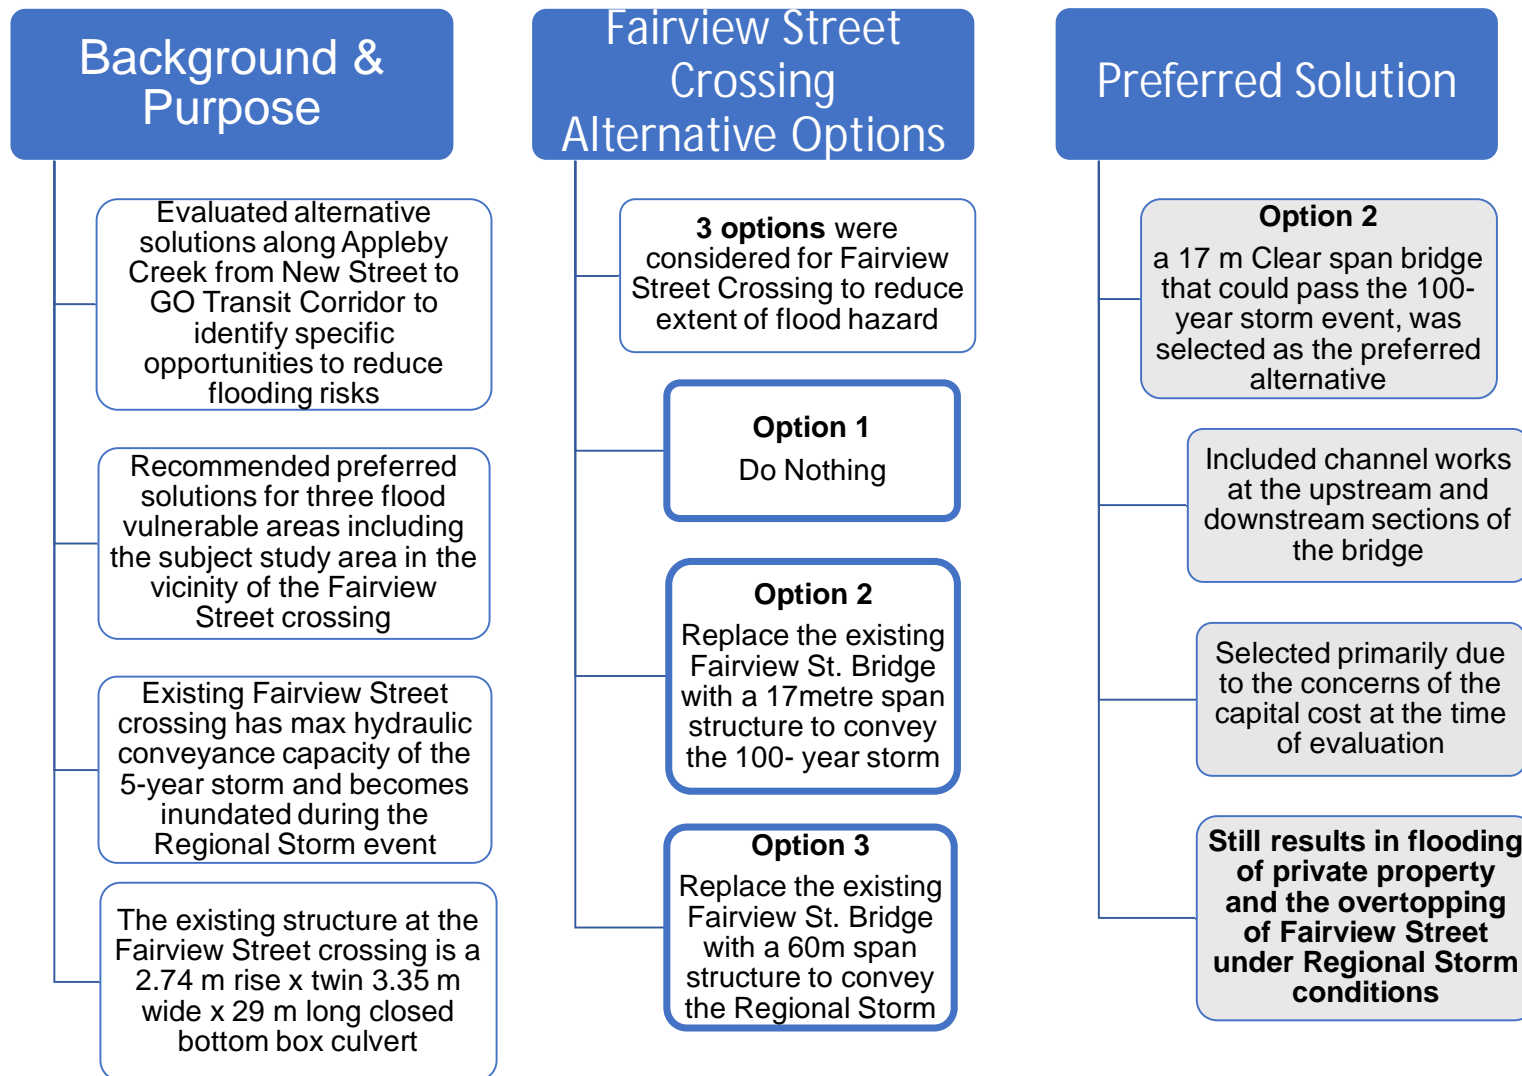 Background &
Purpose
Evaluated alternative
solutions along Appleby
Creek from New Street to
GO Transit Corridor to
identify specific
opportunities to reduce
flooding risks
Recommended preferred
solutions for three flood
vulnerable areas including
the subject study area in the
vicinity of the Fairview
Street crossing
Existing Fairview Street
crossing has max hydraulic
conveyance capacity of the
5-year storm and becomes
inundated during the
Regional Storm event
The existing structure at the
Fairview Street crossing is a
2.74 m rise x twin 3.35 m
wide x 29 m long closed
bottom box culvert
Fairview Street
Crossing
Alternative Options
3 options were
considered for Fairview
Street Crossing to reduce
extent of flood hazard
Option 1
Do Nothing
Option 2
Replace the existing
Fairview St. Bridge
with a 17metre span
structure to convey
the 100- year storm
Option 3
Replace the existing
Fairview St. Bridge
with a 60m span
structure to convey
the Regional Storm
Preferred Solution
Option 2
a 17 m Clear span bridge
that could pass the 100-
year storm event, was
selected as the preferred
alternative
Included channel works
at the upstream and
downstream sections of
the bridge
Selected primarily due
to the concerns of the
capital cost at the time
of evaluation
Still results in flooding
of private property
and the overtopping
of Fairview Street
under Regional Storm
conditions